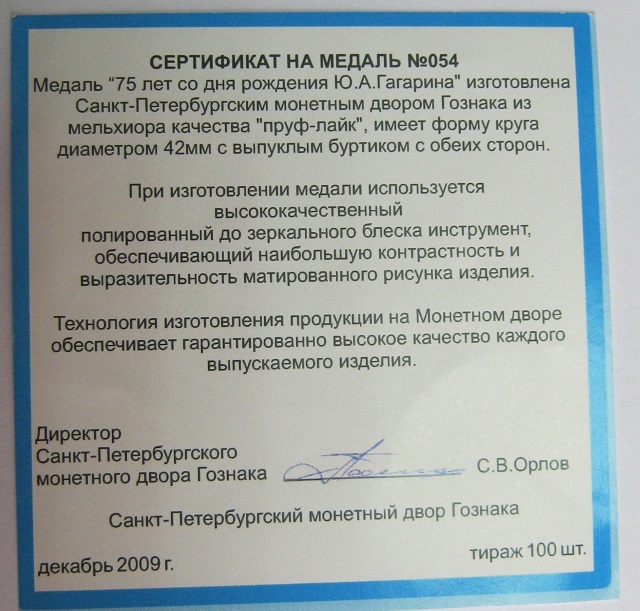 СЕРТИФИКАТ НА МЕДАЛЬ №054
Медаль “75 лет со дня рождения Ю.А.Гагарина" изготовлена
Санкт-Петербургским монетным двором Гознака из
мельхиора качества "пруф-лайк", имеет форму круга
диаметром 42мм с выпуклым буртиком с обеих сторон.
При изготовлении медали используется
высококачественный
полированный до зеркального блеска инструмент,
обеспечивающий наибольшую контрастность и
выразительность матированного рисунка изделия.
Технология изготовления продукции на Монетном дворе
обеспечивает гарантированно высокое качество каждого
выпускаемого изделия.
Директор
Санкт-Петербургского
монетного двора Гознака С.В.Орлов
Санкт-Петербургский монетный двор Гознака
декабрь 2009 г. тираж 100 шт.